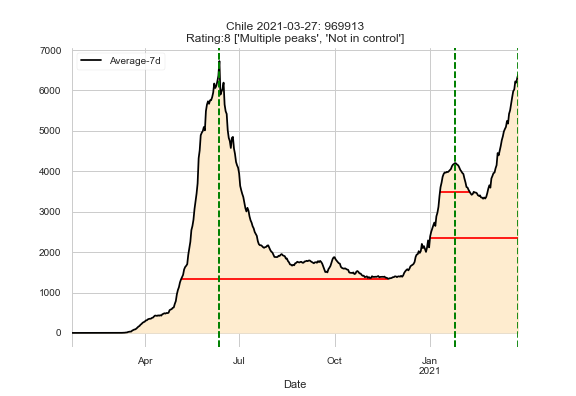 Chile 2021-03-27: 969913
Rating:8 ['Multiple peaks', 'Not in control']
Average-7d
7000
6000
5000
4000
3000
2000
1000
0
Apr
Jul
Oct
Jan
2021
Date